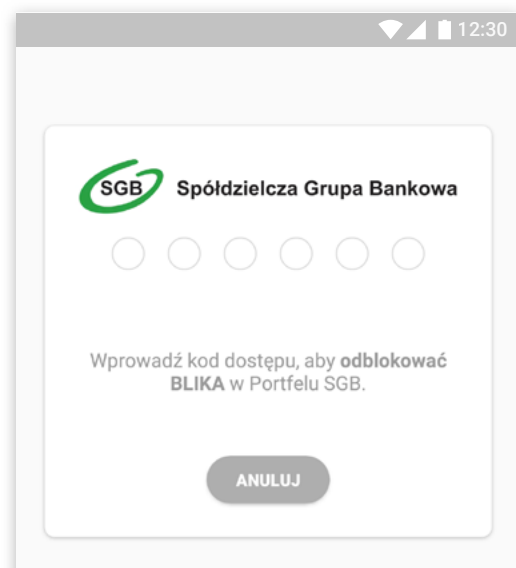 12:30
SGB Spółdzielcza Grupa Bankowa
Wprowadź kod dostępu, aby odblokować
BLIKA w Portfelu SGB.
ANULUJ